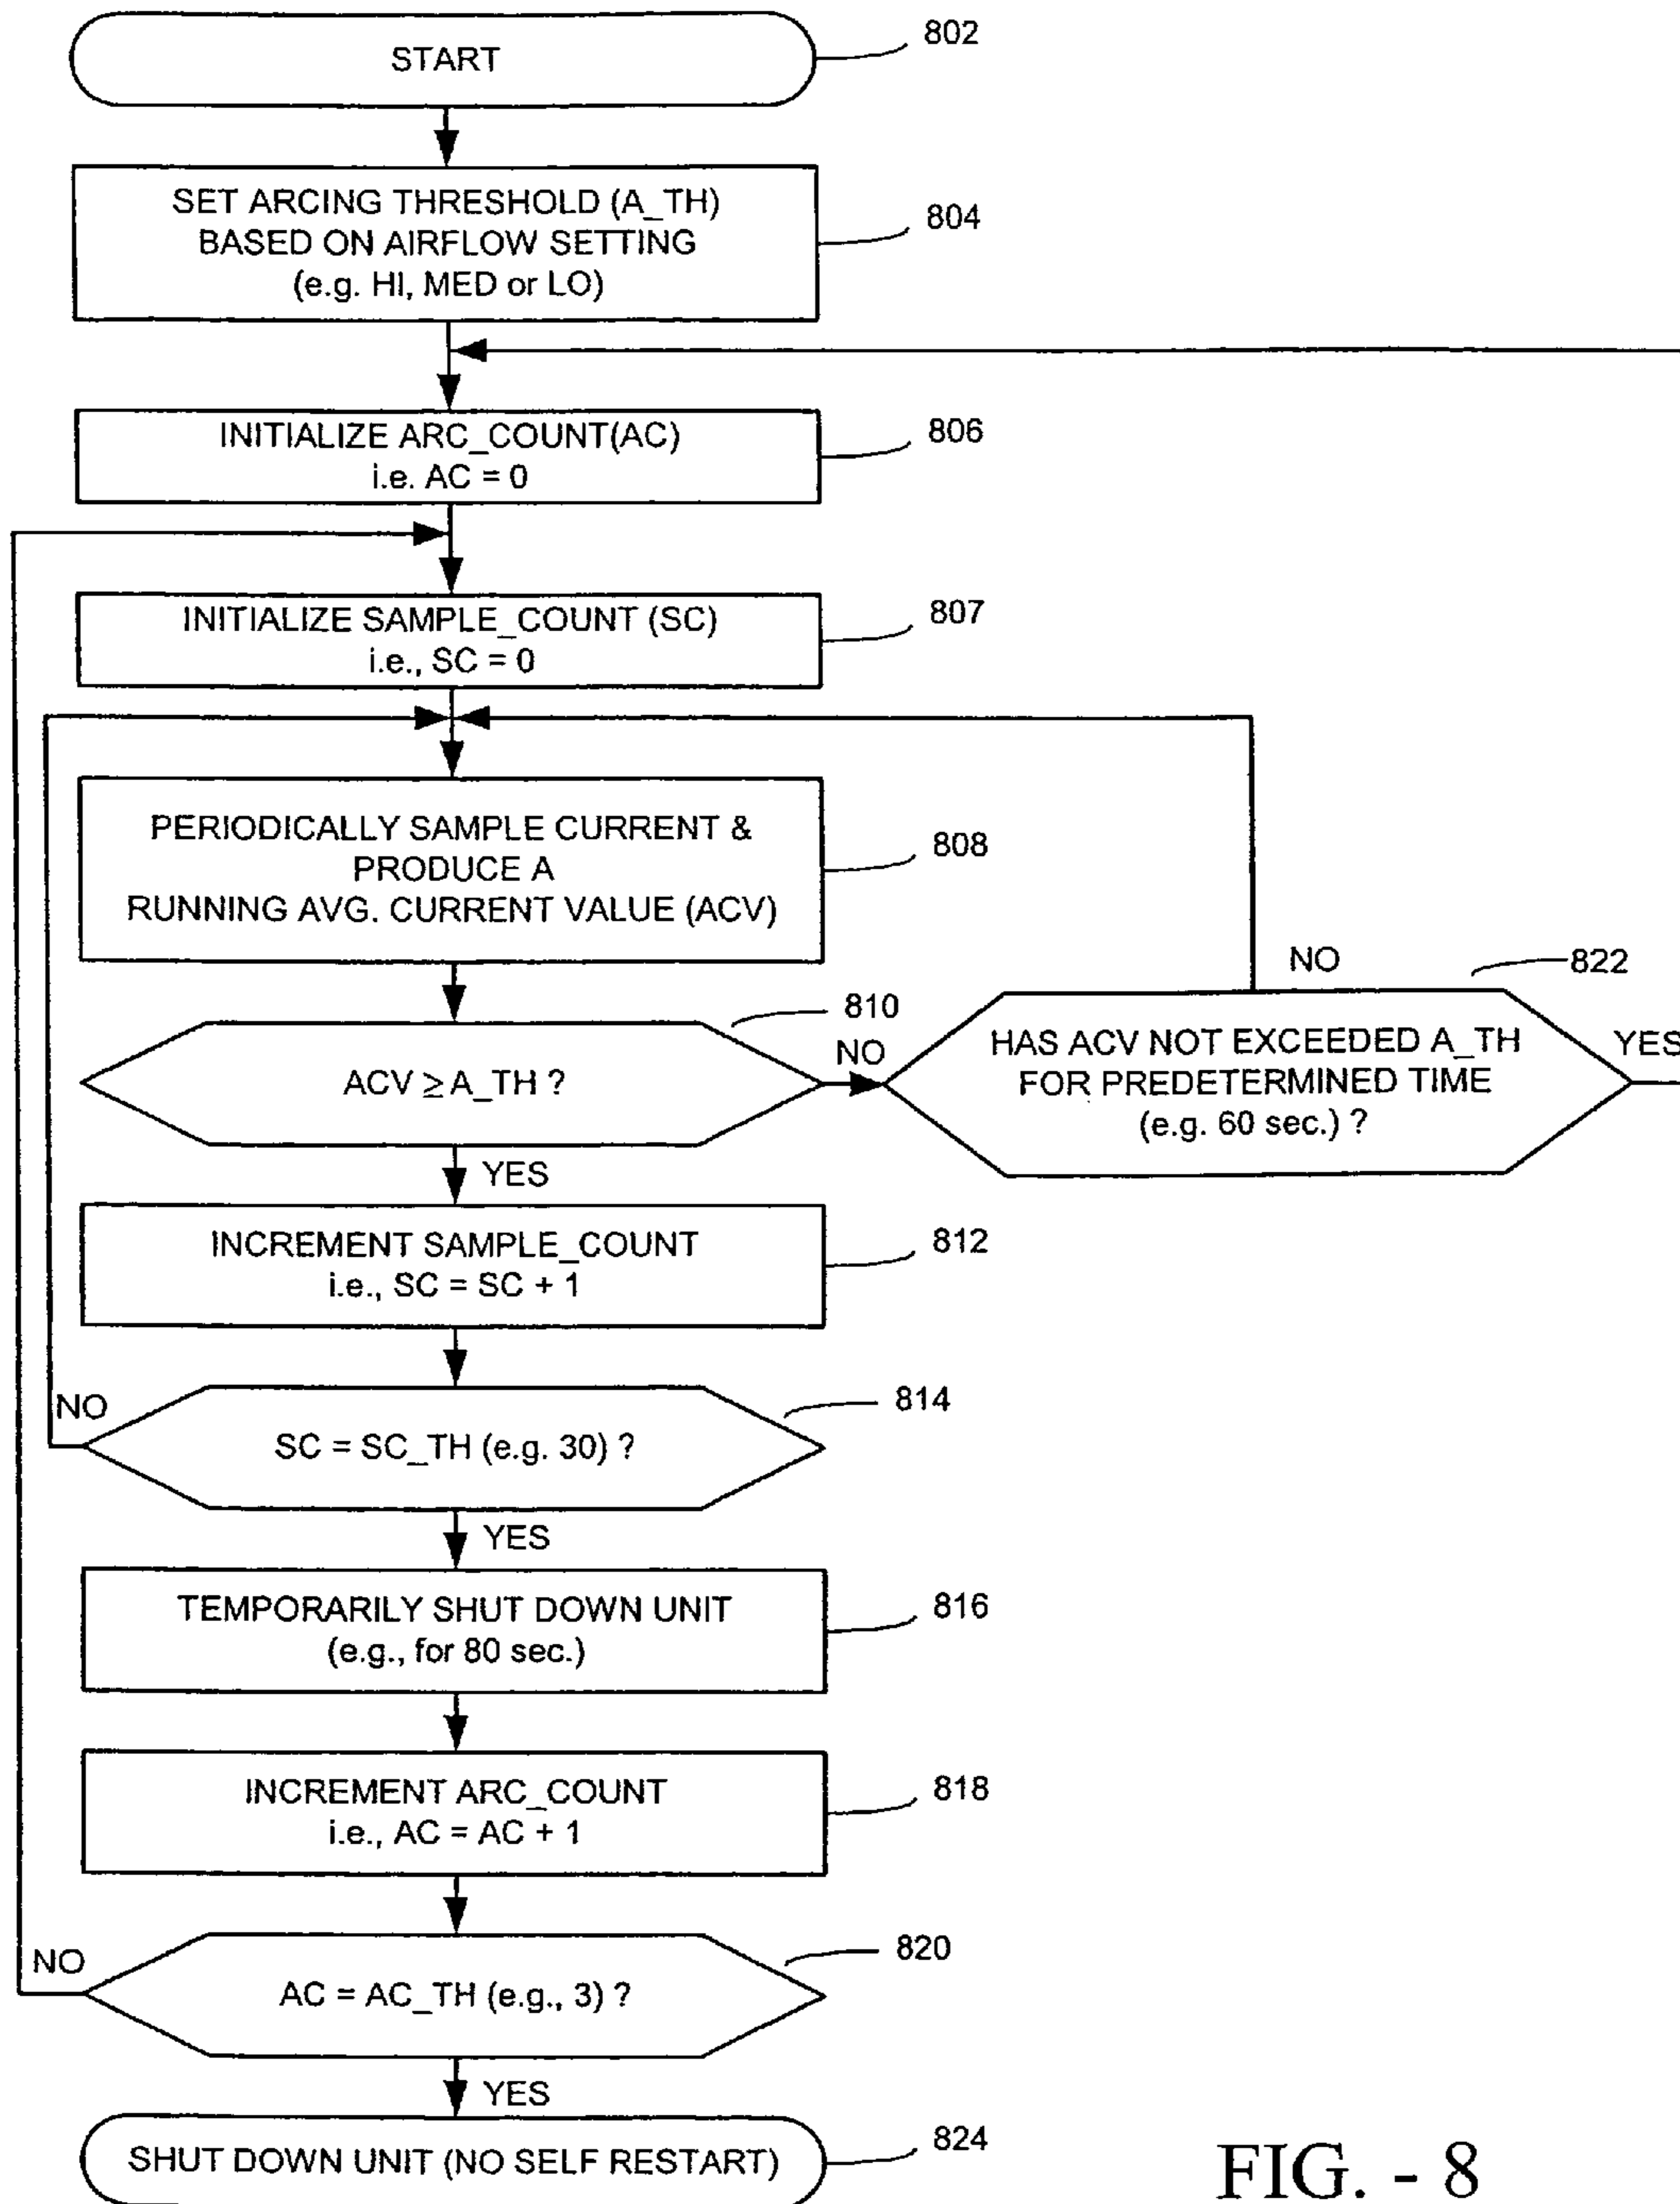 START
802
SET ARCING THRESHOLD (A_TH)
BASED ON AIRFLOW SETTING
(e.g. HI, MED or LO)
804
INITIALIZE ARC_COUNT(AC)
i.e. AC = 0
806
INITIALIZE SAMPLE_COUNT (SC)
i.e., SC = 0
807
PERIODICALLY SAMPLE CURRENT &
PRODUCE A
RUNNING AVG. CURRENT VALUE (ACV)
808
ACV ≥ A_TH ?
810
NO
HAS ACV NOT EXCEEDED A_TH
FOR PREDETERMINED TIME
(e.g. 60 sec.) ?
822
NO
YES
YES
INCREMENT SAMPLE_COUNT
i.e., SC = SC + 1
812
NO
SC = SC_TH (e.g. 30) ?
814
YES
TEMPORARILY SHUT DOWN UNIT
(e.g., for 80 sec.)
816
INCREMENT ARC_COUNT
i.e., AC = AC + 1
818
NO
AC = AC_TH (e.g., 3) ?
820
YES
SHUT DOWN UNIT (NO SELF RESTART)
824
FIG. - 8